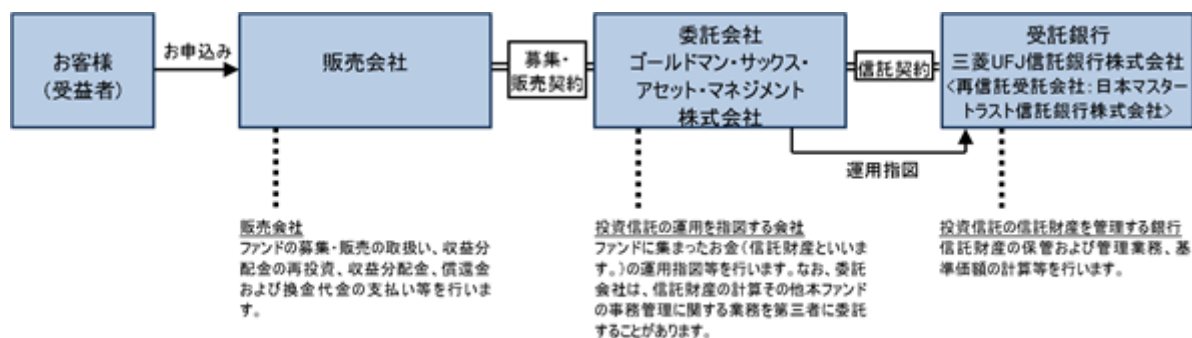 お客様
（受益者）
お申込み
販売会社
募集・
販売契約
委託会社
ゴールドマン・サックス・
アセット・マネジメント
株式会社
信託契約
受託銀行
三菱UFJ信託銀行株式会社
<再信託受託会社：日本マスター
トラスト信託銀行株式会社>
運用指図
販売会社
ファンドの募集・販売の取扱い、収益分
配金の再投資、収益分配金、償還金
および換金代金の支払い等を行いま
す。
投資信託の運用を指図する会社
ファンドに集まったお金（信託財産といいま
す。）の運用指図等を行います。なお、委託
会社は、信託財産の計算その他本ファンド
の事務管理に関する業務を第三者に委託
することがあります。
投資信託の信託財産を管理する銀行
信託財産の保管および管理業務、基
準価額の計算等を行います。